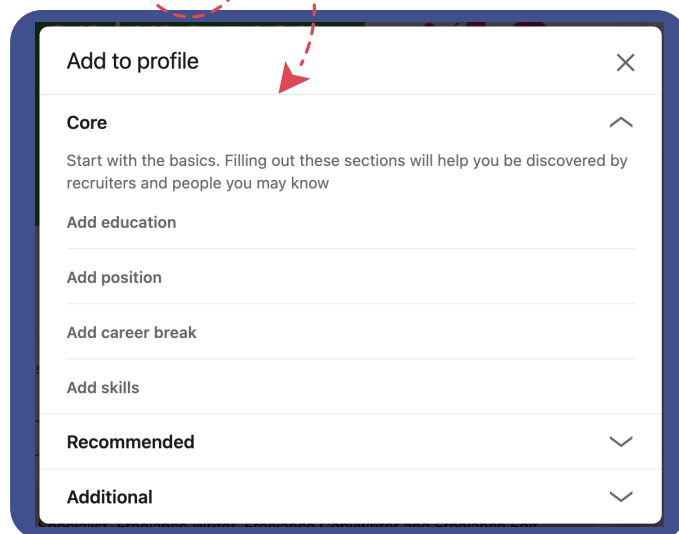 Add to profile
Core
Start with the basics. Filling out these sections will help you be discovered by
recruiters and people you may know
Add education
Add position
Add career break
Add skills
Recommended
Additional